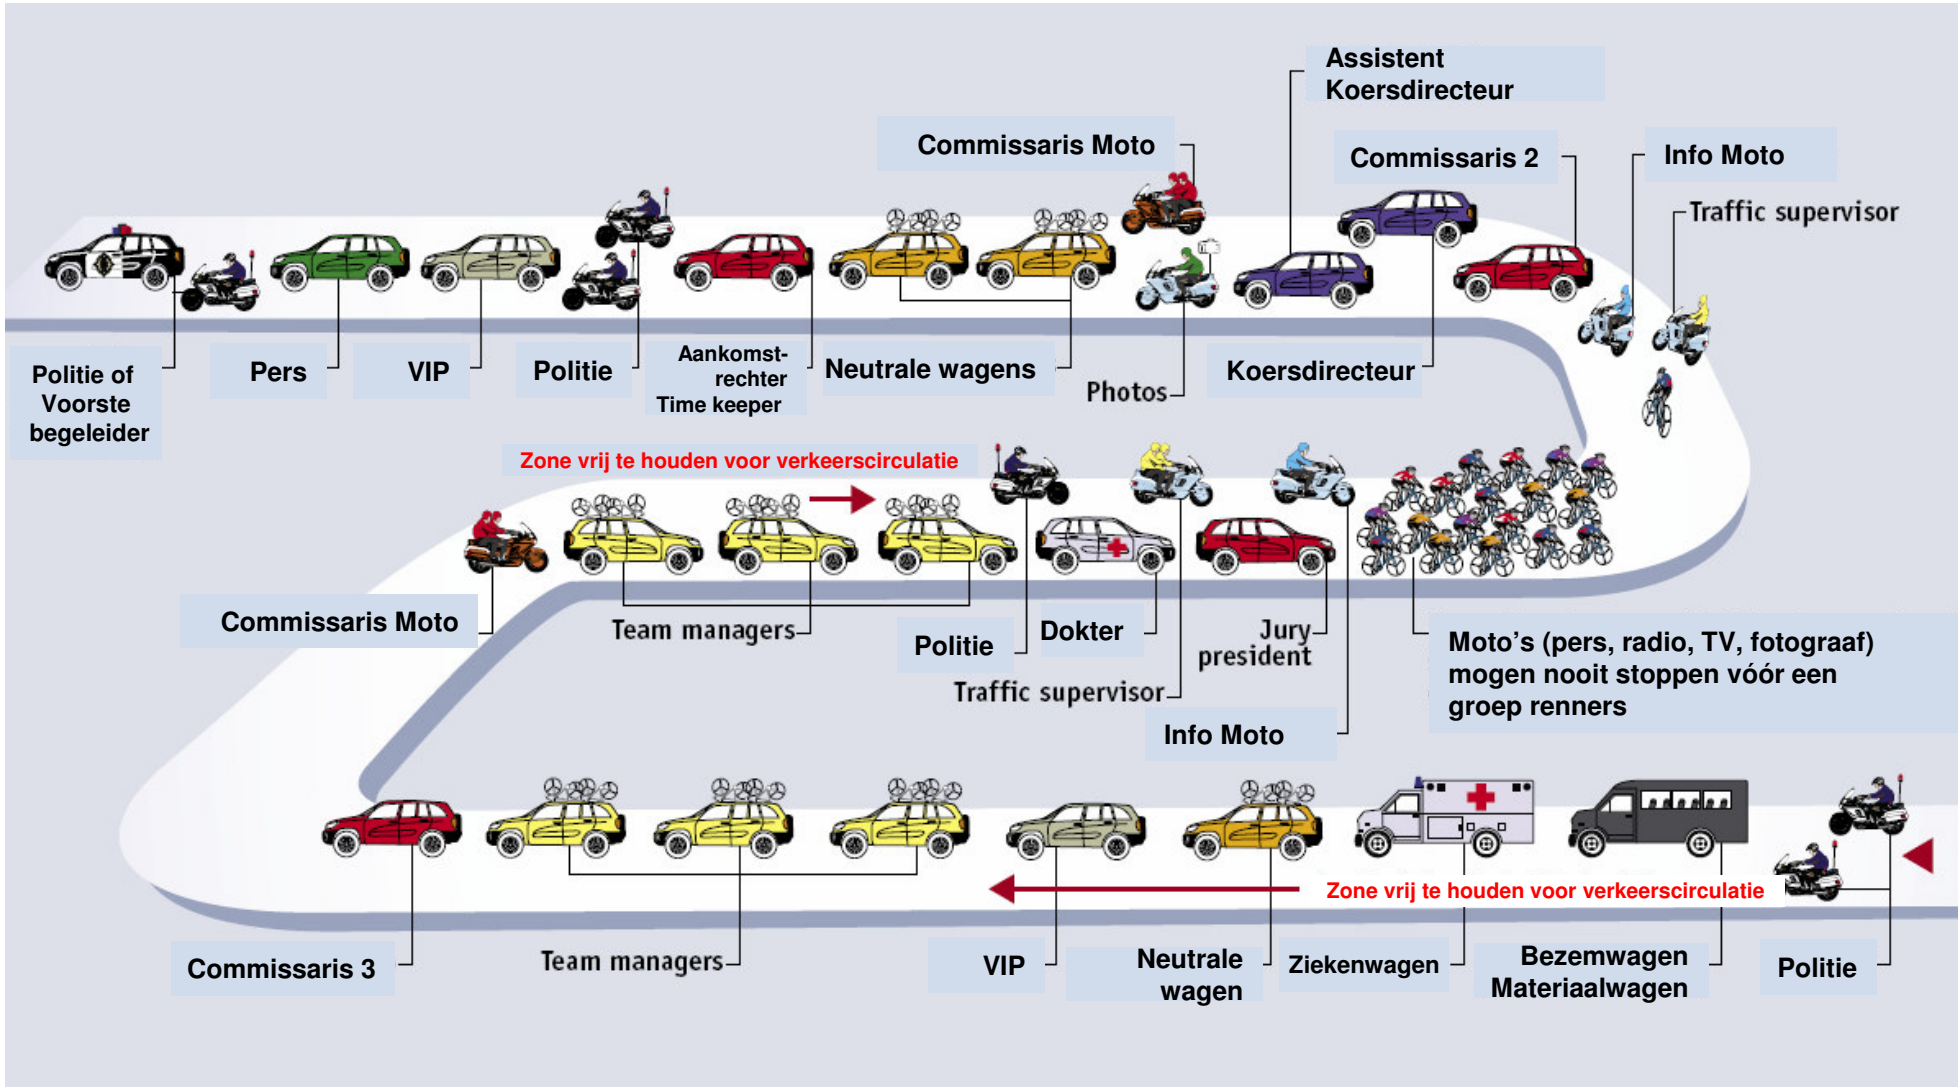 Assistent
Koersdirecteur
Commissaris Moto
Commissaris 2
Info Moto
Traffic supervisor
Politie of
Voorste
begeleider
Pers
VIP
Politie
Aankomst-
rechter
Time keeper
Neutrale wagens
Photos
Koersdirecteur
Zone vrij te houden voor verkeerscirculatie
Commissaris Moto
Team managers
Politie
Dokter
Traffic supervisor
Jury
president
Info Moto
Moto's (pers, radio, TV, fotograaf)
mogen nooit stoppen vóór een
groep renners
Zone vrij te houden voor verkeerscirculatie
Commissaris 3
Team managers
VIP
Neutrale
wagen
Ziekenwagen
Bezemwagen
Materiaalwagen
Politie